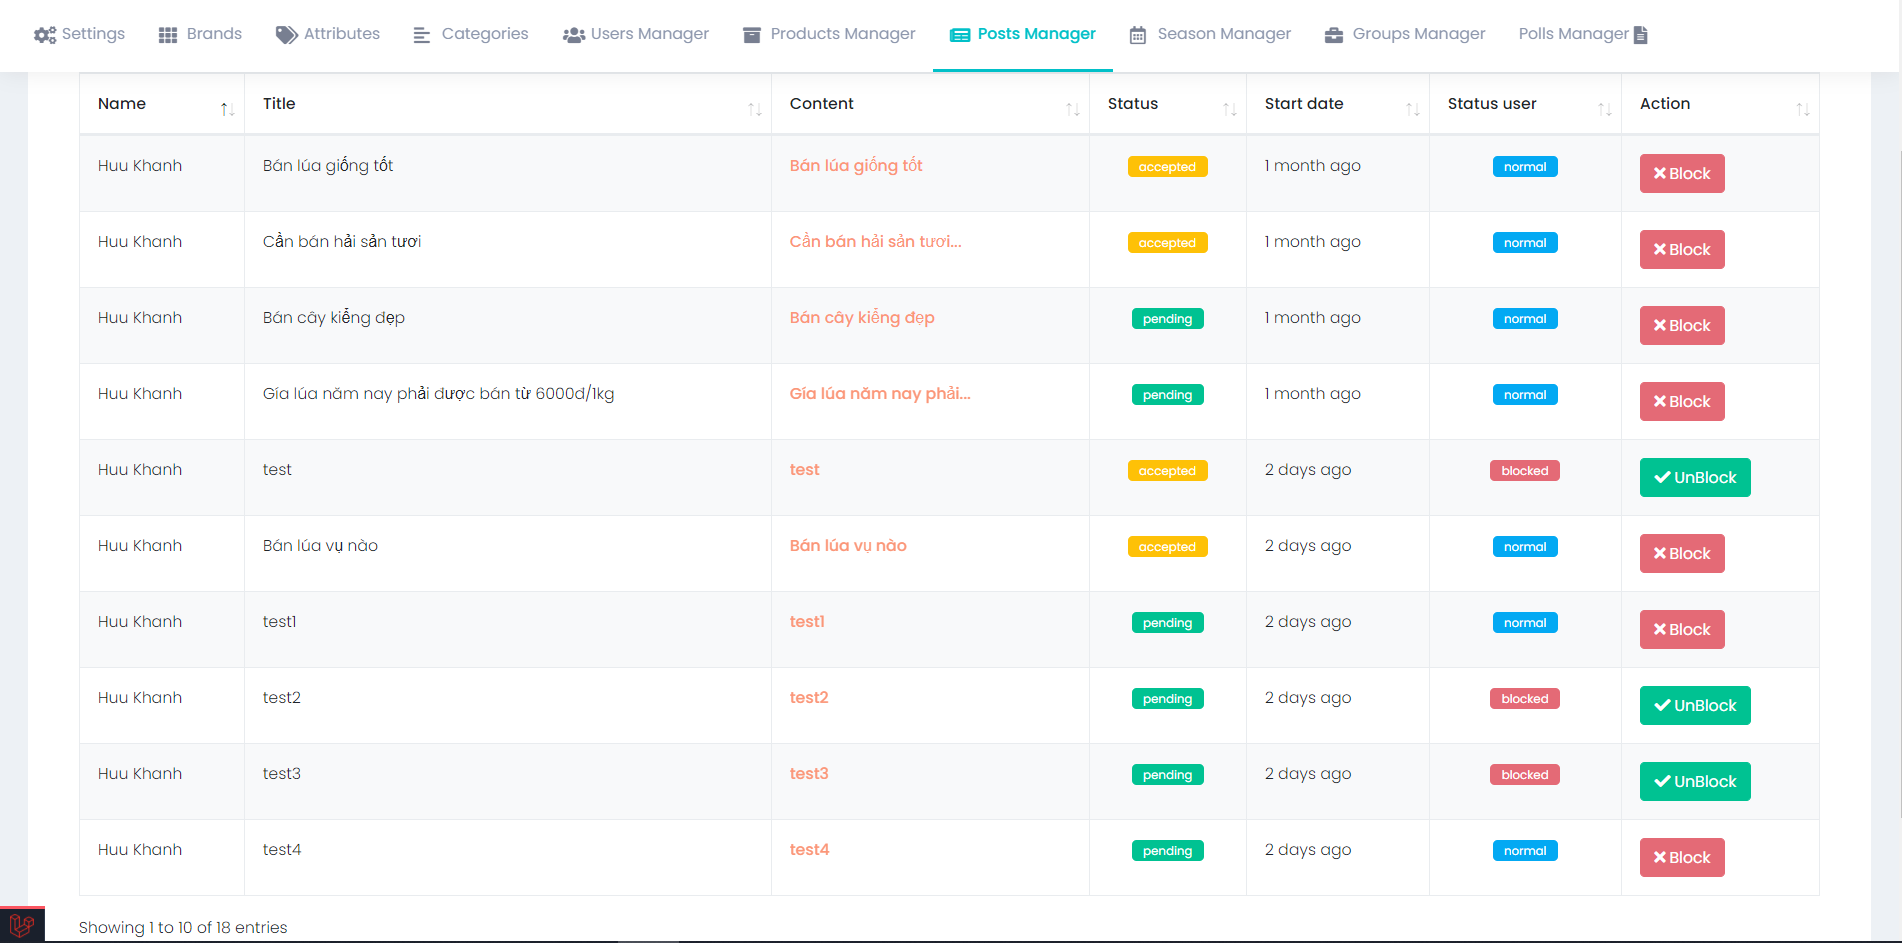 Settings Brands Attributes Categories Users Manager Products Manager Posts Manager Season Manager Groups Manager Polls Manager
Name Title Content Status Start date Status user Action
Huu Khanh Bán lúa giống tốt Bán lúa giống tốt accepted 1 month ago normal Block
Huu Khanh Cần bán hải sản tươi Cần bán hải sản tươi... accepted 1 month ago normal Block
Huu Khanh Bán cây kiểng đẹp Bán cây kiểng đẹp pending 1 month ago normal Block
Huu Khanh Gía lúa năm nay phải được bán từ 6000đ/1kg Gía lúa năm nay phải... pending 1 month ago normal Block
Huu Khanh test test accepted 2 days ago blocked UnBlock
Huu Khanh Bán lúa vụ nào Bán lúa vụ nào accepted 2 days ago normal Block
Huu Khanh test1 test1 pending 2 days ago normal Block
Huu Khanh test2 test2 pending 2 days ago blocked UnBlock
Huu Khanh test3 test3 pending 2 days ago blocked UnBlock
Huu Khanh test4 test4 pending 2 days ago normal Block
Showing 1 to 10 of 18 entries